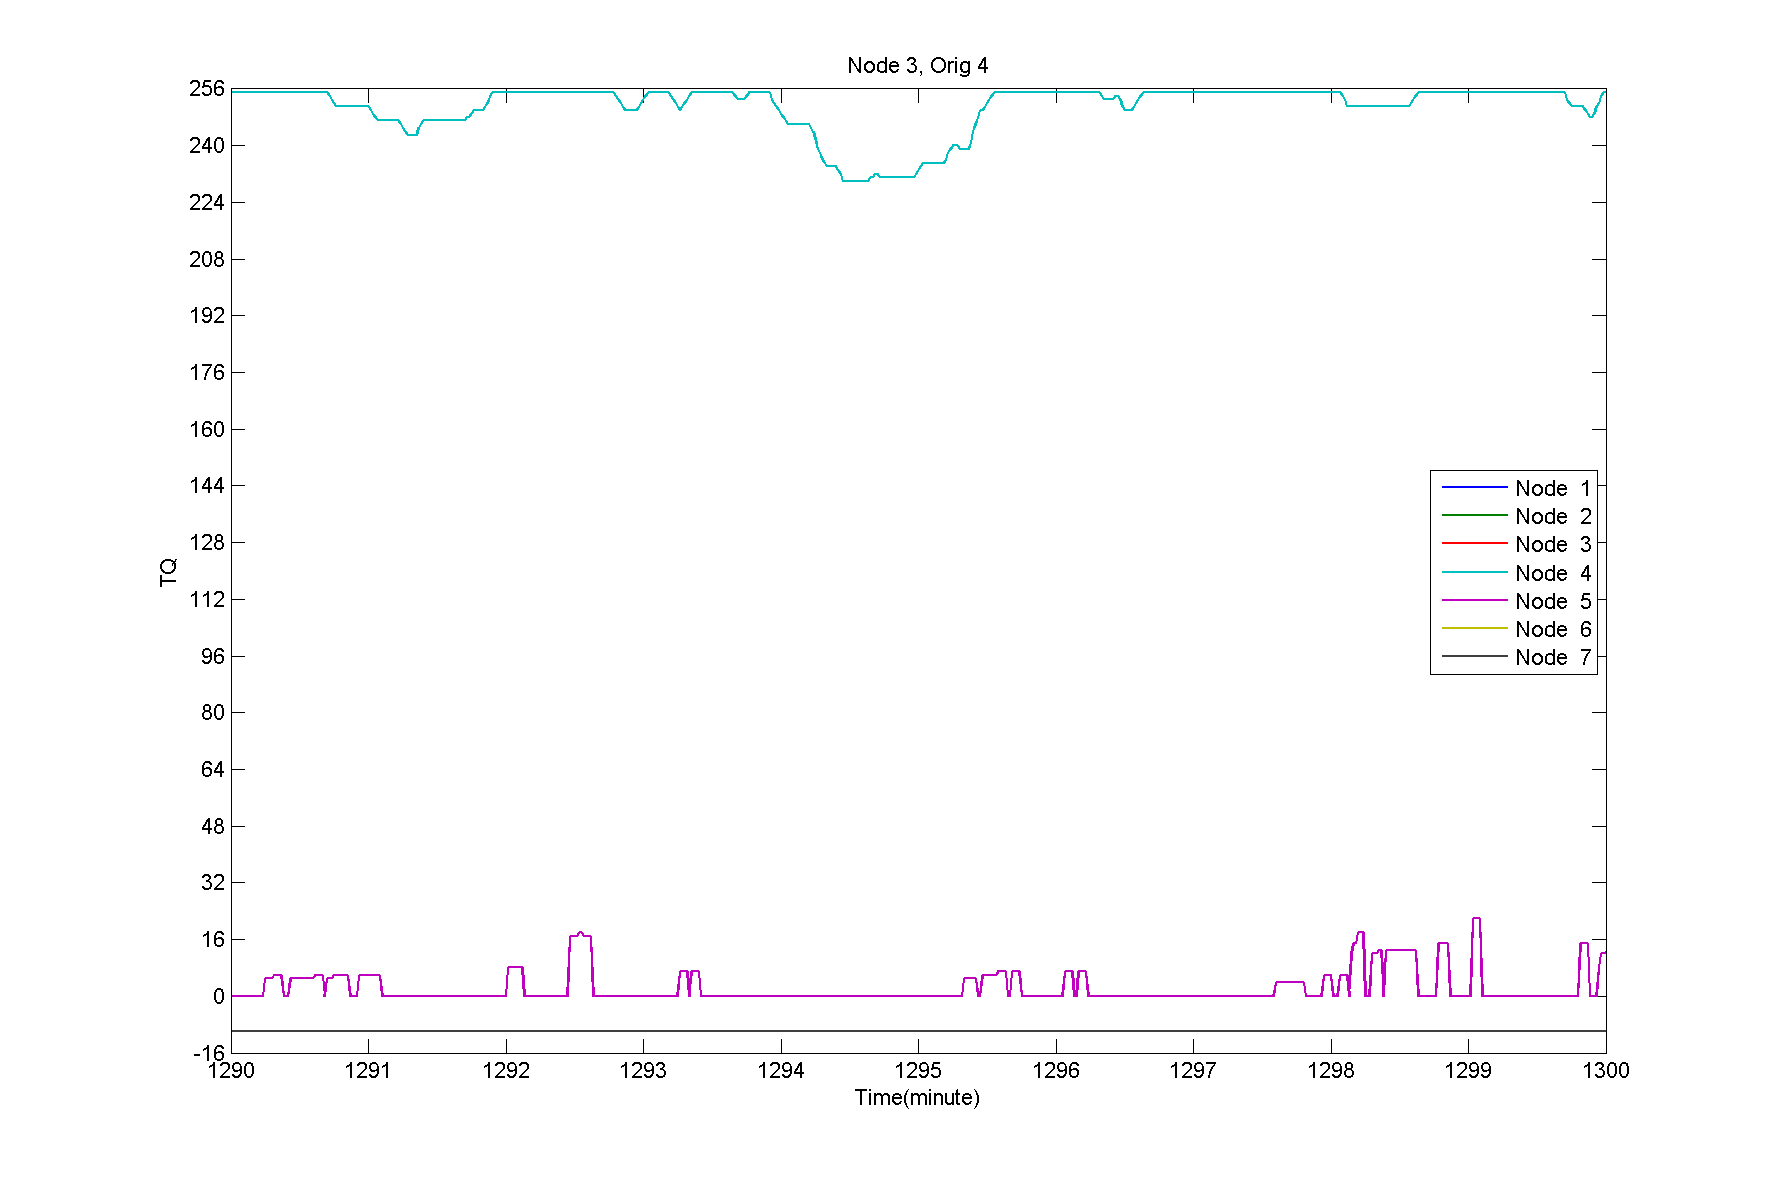 Node 3, Orig 4
256
240
224
208
192
176
160
144
128
112
96
80
64
48
32
16
0
-16
TQ
Node 1
Node 2
Node 3
Node 4
Node 5
Node 6
Node 7
1290 1291 1292 1293 1294 1295 1296 1297 1298 1299 1300
Time(minute)